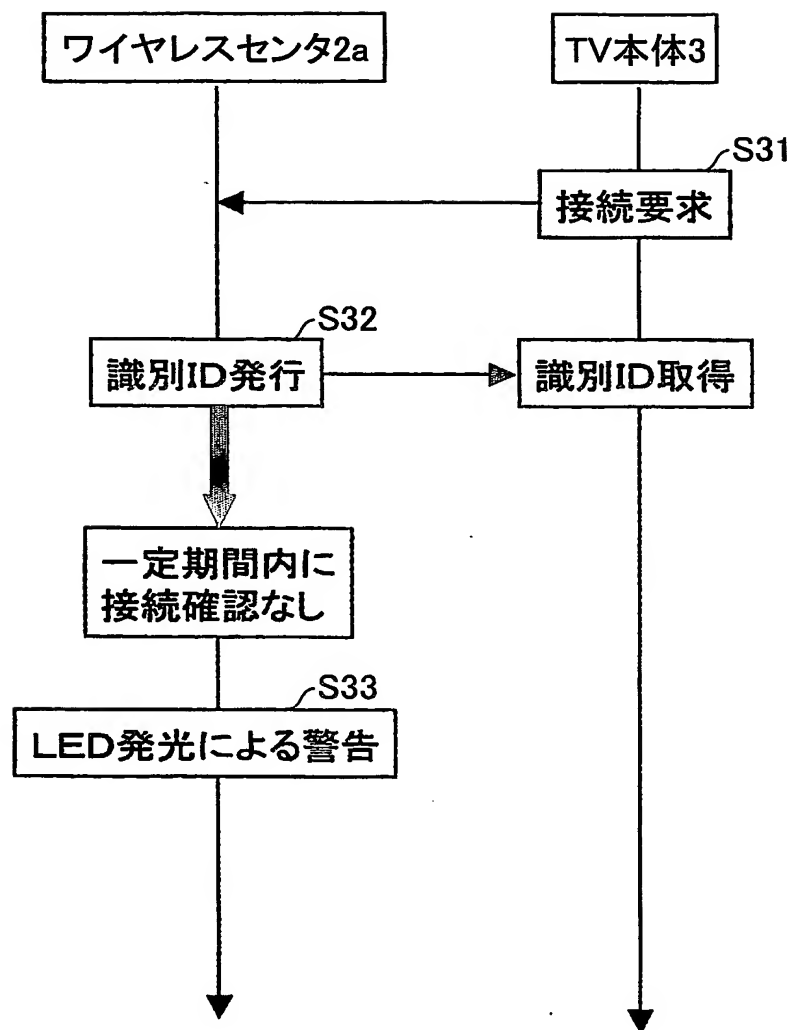 ワイヤレスセンタ2a
TV本体3
S31
接続要求
S32
識別ID発行
識別ID取得
一定期間内に
接続確認なし
S33
LED発光による警告